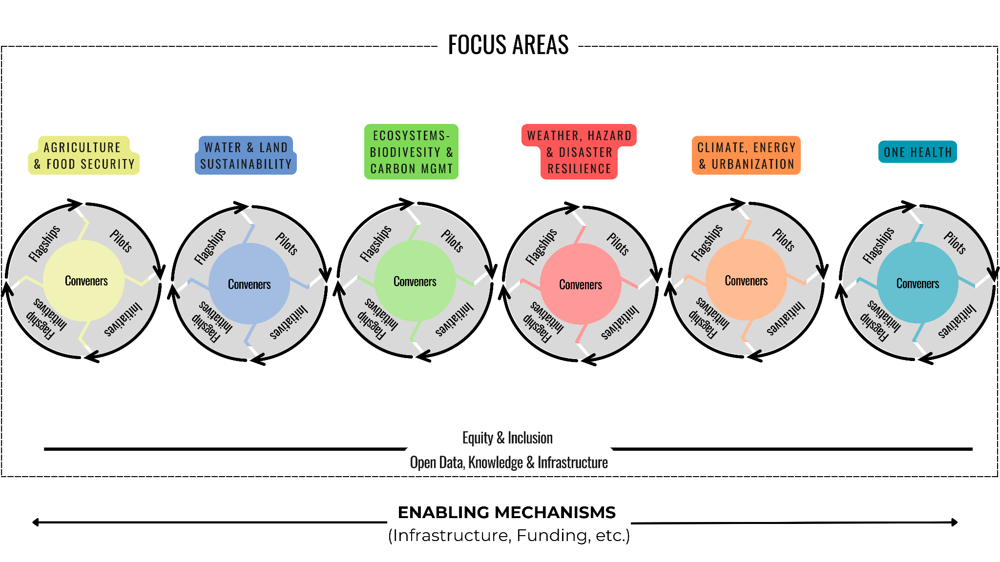 FOCUS AREAS
AGRICULTURE
& FOOD SECURITY
WATER & LAND
SUSTAINABILITY
ECOSYSTEMS-
BIODIVESITY &
CARBON MGMT
WEATHER, HAZARD
& DISASTER
RESILIENCE
CLIMATE, ENERGY
& URBANIZATION
ONE HEALTH
Flagships
Pilots
Conveners
Flagship
Initiatives
Initiatives
Flagships
Pilots
Conveners
Flagship
Initiatives
Initiatives
Flagships
Pilots
Conveners
Flagship
Initiatives
Initiatives
Flagships
Pilots
Conveners
Flagship
Initiatives
Initiatives
Flagships
Pilots
Conveners
Flagship
Initiatives
Initiatives
Flagships
Pilots
Conveners
Flagship
Initiatives
Initiatives
Equity & Inclusion
Open Data, Knowledge & Infrastructure
ENABLING MECHANISMS
(Infrastructure, Funding, etc.)